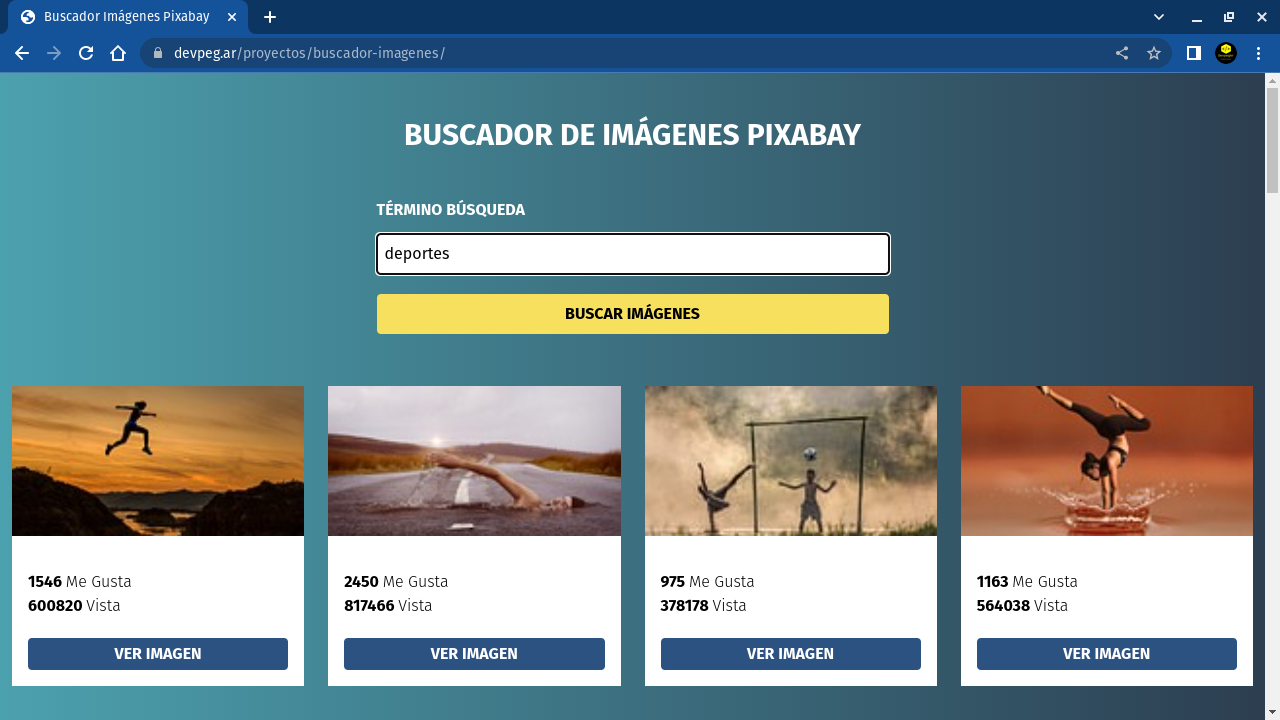 Buscador Imágenes Pixabay
devpeg.ar/proyectos/buscador-imagenes/
BUSCADOR DE IMÁGENES PIXABAY
TÉRMINO BÚSQUEDA
deportes
BUSCAR IMÁGENES
1546 Me Gusta
600820 Vista
VER IMAGEN
2450 Me Gusta
817466 Vista
VER IMAGEN
975 Me Gusta
378178 Vista
VER IMAGEN
1163 Me Gusta
564038 Vista
VER IMAGEN